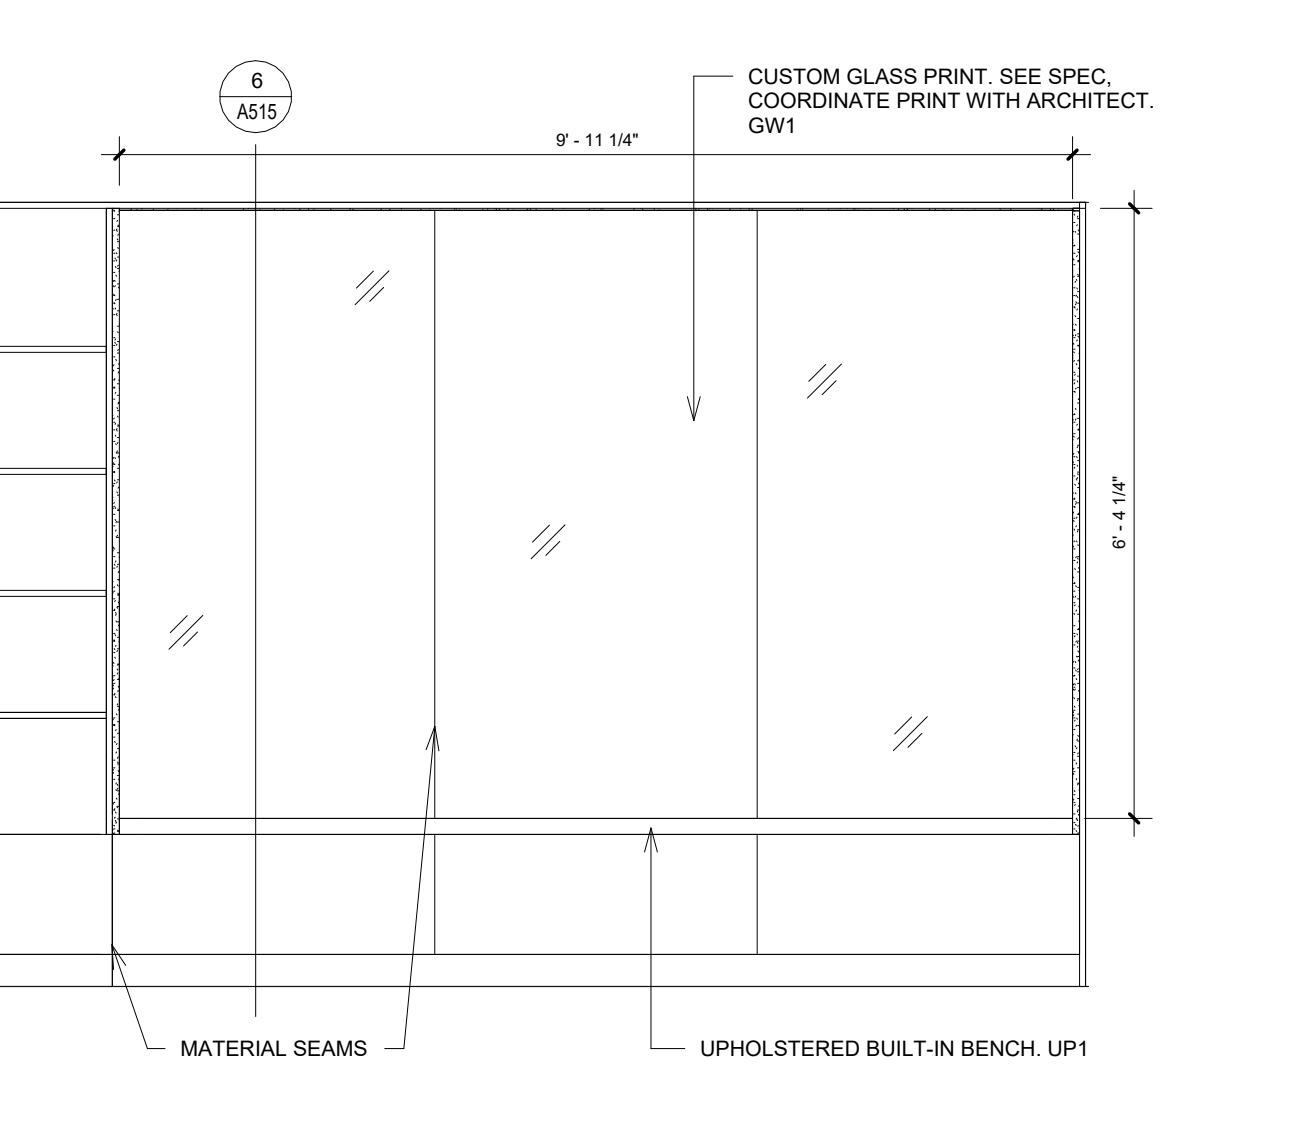 6
A515
CUSTOM GLASS PRINT. SEE SPEC,
COORDINATE PRINT WITH ARCHITECT.
GW1
9' - 11 1/4"
6' - 4 1/4"
MATERIAL SEAMS
UPHOLSTERED BUILT-IN BENCH. UP1